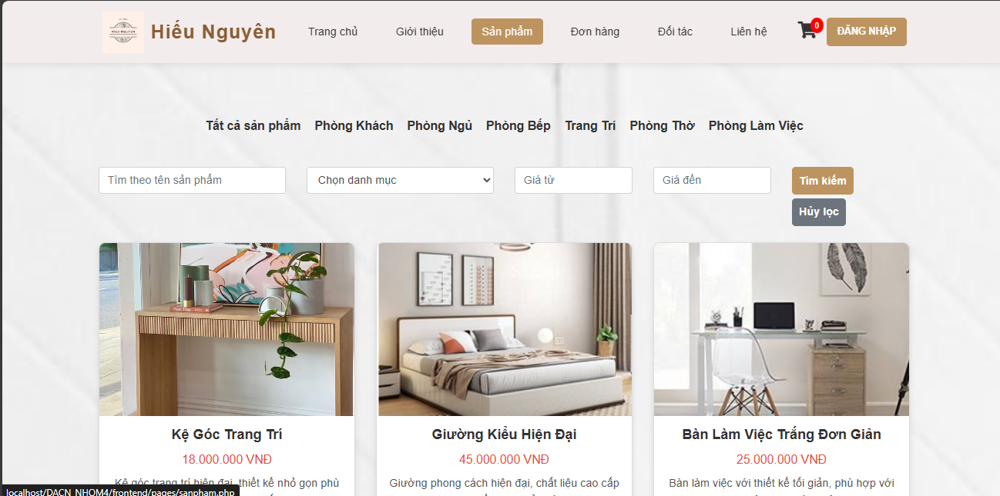 HIEU NGUYEN
Hiếu Nguyên
Trang chủ
Giới thiệu
Sản phẩm
Đơn hàng
Đối tác
Liên hệ
0
ĐĂNG NHẬP
Tất cả sản phẩm
Phòng Khách
Phòng Ngủ
Phòng Bếp
Trang Trí
Phòng Thờ
Phòng Làm Việc
Tìm theo tên sản phẩm
Chọn danh mục
Giá từ
Giá đến
Tìm kiếm
Hủy lọc
Kệ Góc Trang Trí
18.000.000 VNĐ
Kệ góc trang trí hiện đại, thiết kế nhỏ gọn phù
Giường Kiểu Hiện Đại
45.000.000 VNĐ
Giường phong cách hiện đại, chất liệu cao cấp
Bàn Làm Việc Trắng Đơn Giản
25.000.000 VNĐ
Bàn làm việc với thiết kế tối giản, phù hợp với
localhost/DACN_NHOM4/frontend/pages/sanpham.php